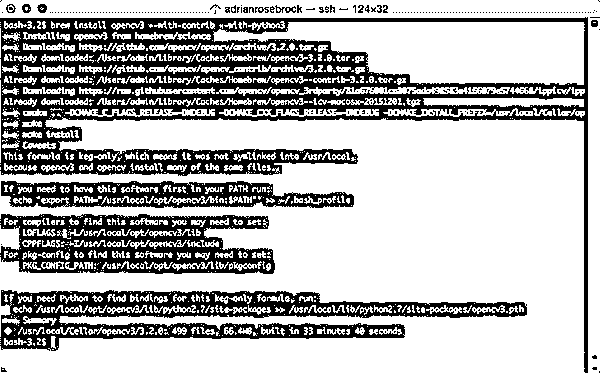 adrianrosebrock — ssh — 124×32
bash-3.2$ brew install opencv3 --with-contrib --with-python3
==> Installing opencv3 from homebrew/science
==> Downloading https://github.com/opencv/opencv/archive/3.2.0.tar.gz
Already downloaded: /Users/admin/Library/Caches/Homebrew/opencv3-3.2.0.tar.gz
==> Downloading https://github.com/opencv/opencv_contrib/archive/3.2.0.tar.gz
Already downloaded: /Users/admin/Library/Caches/Homebrew/opencv3--contrib-3.2.0.tar.gz
==> Downloading https://raw.githubusercontent.com/opencv/opencv_3rdparty/
Already downloaded: /Users/admin/Library/Caches/Homebrew/opencv3--icv-macosx-20151201.tgz
==> cmake .. -DCMAKE_C_FLAGS_RELEASE=-DNDEBUG -DCMAKE_CXX_FLAGS_RELEASE=-DNDEBUG -DCMAKE_INSTALL_PREFIX=/usr/local/Cellar/op
==> make
==> make install
==> Caveats
This formula is keg-only, which means it was not symlinked into /usr/local,
because opencv3 and opencv install many of the same files.
If you need to have this software first in your PATH run:
echo 'export PATH="/usr/local/opt/opencv3/bin:$PATH"' >> ~/.bash_profile
For compilers to find this software you may need to set:
LDFLAGS: -L/usr/local/opt/opencv3/lib
CPPFLAGS: -I/usr/local/opt/opencv3/include
For pkg-config to find this software you may need to set:
PKG_CONFIG_PATH: /usr/local/opt/opencv3/lib/pkgconfig
If you need Python to find bindings for this keg-only formula, run:
echo /usr/local/opt/opencv3/lib/python2.7/site-packages >> /usr/local/lib/python2.7/site-packages/opencv3.pth
==> Summary
/usr/local/Cellar/opencv3/3.2.0: 499 files, 66.4MB, built in 33 minutes 40 seconds
bash-3.2$